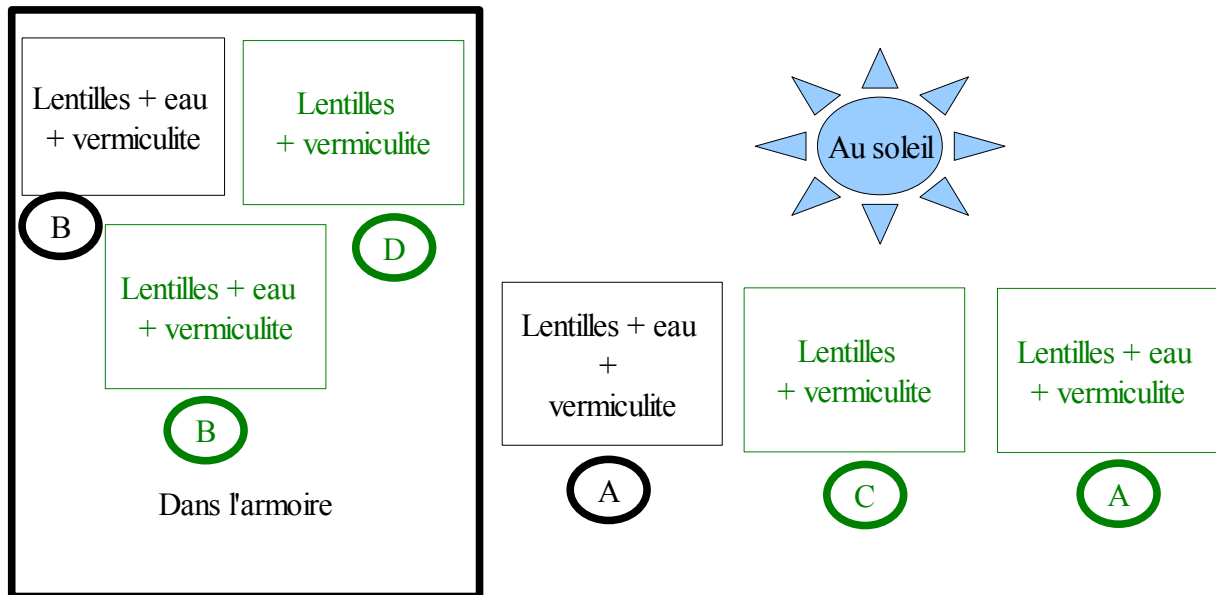 Lentilles + eau
+ vermiculite
B
Lentilles
+ vermiculite
D
Lentilles + eau
+ vermiculite
B
Dans l'armoire
Au soleil
Lentilles + eau
+
vermiculite
A
Lentilles
+ vermiculite
C
Lentilles + eau
+ vermiculite
A